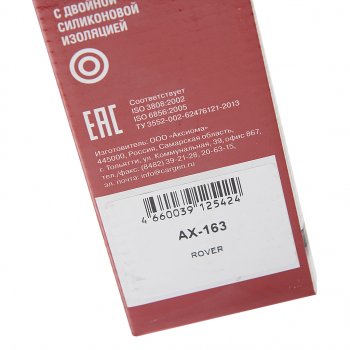 С ДВОЙНОЙ
СИЛИКОНОВОЙ
ИЗОЛЯЦИЕЙ
EAC
Соответствует
ISO 3808:2002
ISO 6856:2005
ТУ 3552-002-62476121-2013
Изготовитель: ООО «Аксиома»
445000, Россия, Самарская область,
г. Тольятти, ул. Коммунальная, 39, офис 867,
тел./факс: (8482) 39-21-28, 20-63-15,
эл. почта: info@cargen.ru
4 660039 125424
AX-163
ROVER